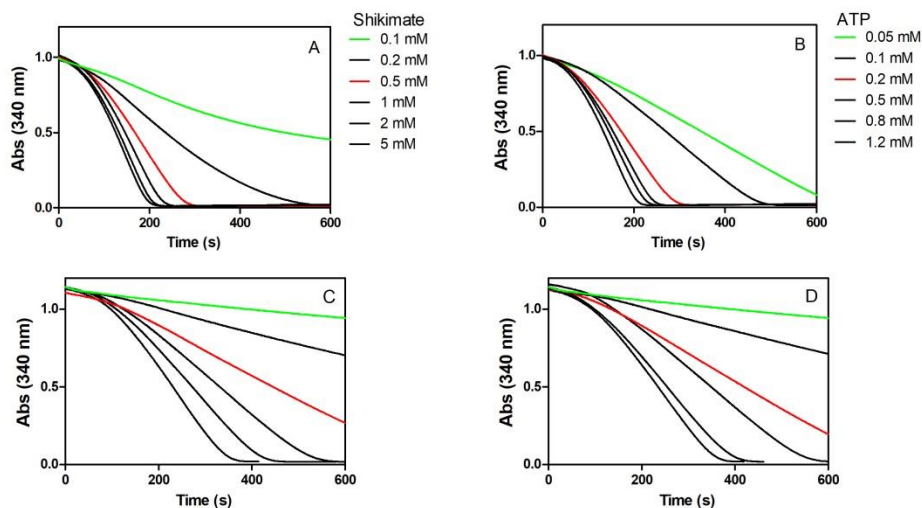 Shikimate
A
0.1 mM
0.2 mM
0.5 mM
1 mM
2 mM
5 mM
1.0
0.5
0.0
Abs (340 nm)
0 200 400 600
Time (s)
ATP
B
0.05 mM
0.1 mM
0.2 mM
0.5 mM
0.8 mM
1.2 mM
1.0
0.5
0.0
Abs (340 nm)
0 200 400 600
Time (s)
C
1.0
0.5
0.0
Abs (340 nm)
0 200 400 600
Time (s)
D
1.0
0.5
0.0
Abs (340 nm)
0 200 400 600
Time (s)